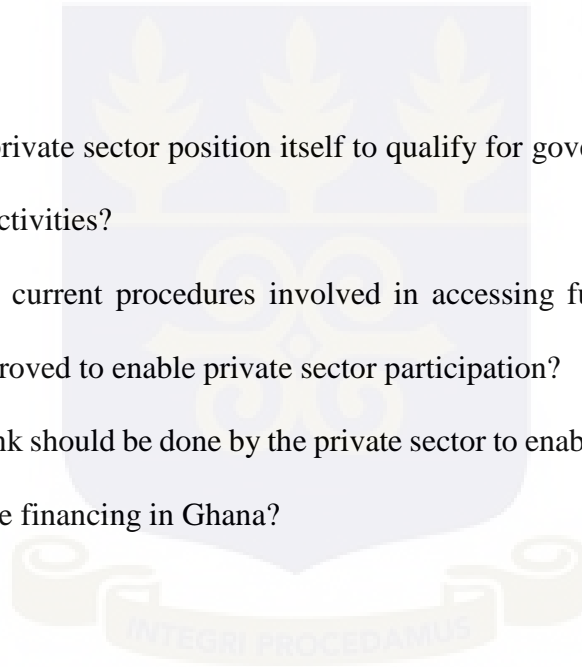 private sector position itself to qualify for gove
ctivities?
current procedures involved in accessing fu
roved to enable private sector participation?
nk should be done by the private sector to enab
e financing in Ghana?
INTEGRI PROCEDAMUS